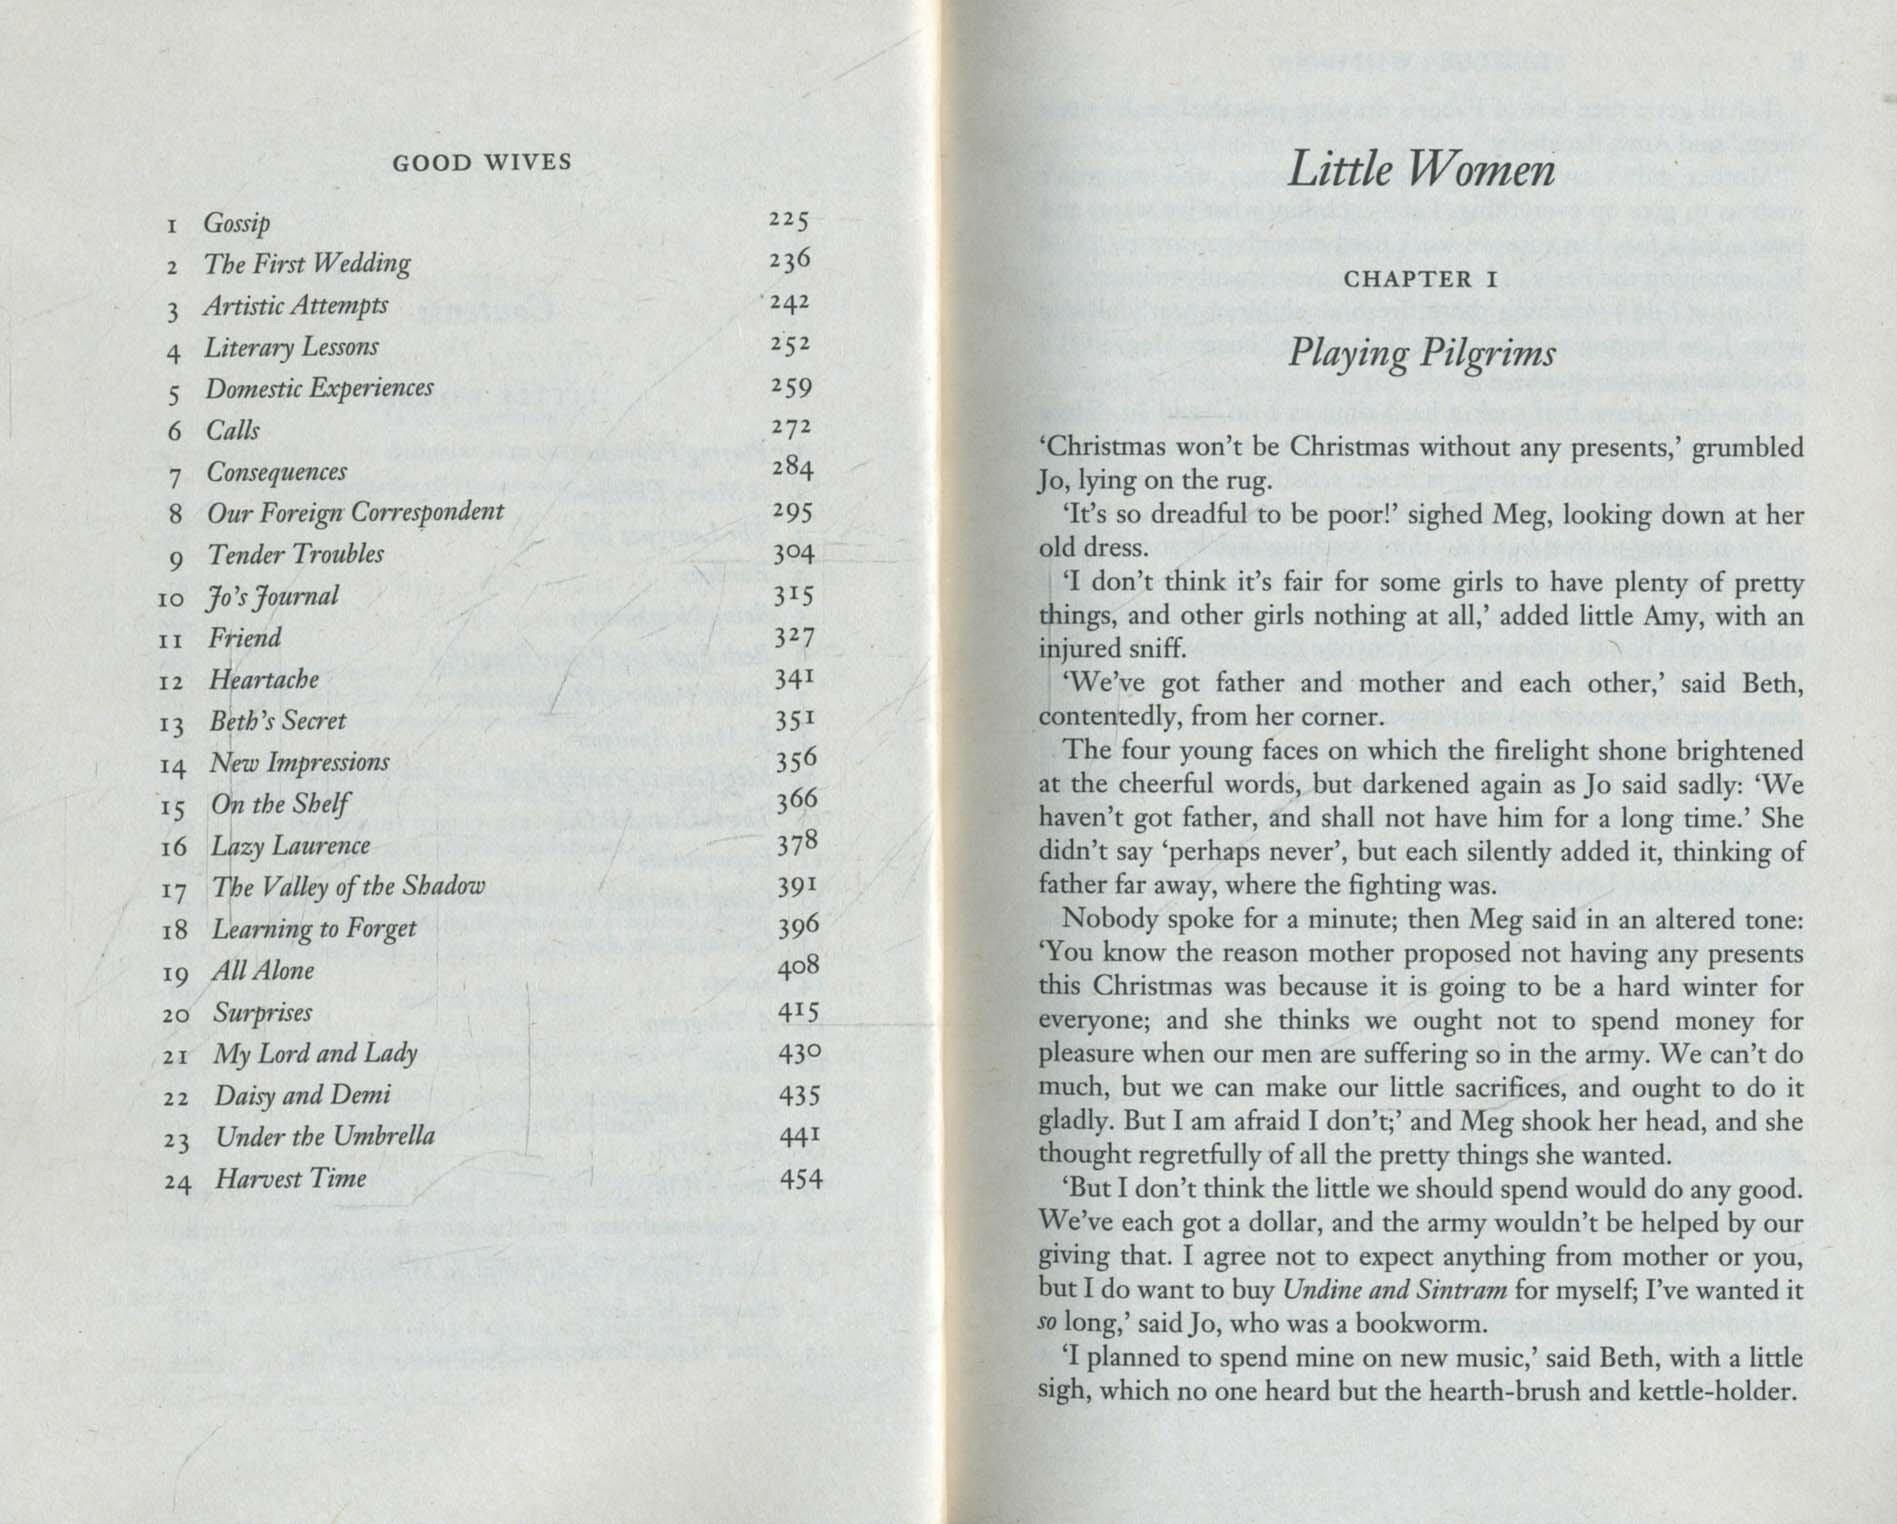 GOOD WIVES
1 Gossip 225
2 The First Wedding 236
3 Artistic Attempts 242
4 Literary Lessons 252
5 Domestic Experiences 259
6 Calls 272
7 Consequences 284
8 Our Foreign Correspondent 295
9 Tender Troubles 304
10 Jo's Journal 315
11 Friend 327
12 Heartache 341
13 Beth's Secret 351
14 New Impressions 356
15 On the Shelf 366
16 Lazy Laurence 378
17 The Valley of the Shadow 391
18 Learning to Forget 396
19 All Alone 408
20 Surprises 415
21 My Lord and Lady 430
22 Daisy and Demi 435
23 Under the Umbrella 441
24 Harvest Time 454
Little Women
CHAPTER I
Playing Pilgrims
‘Christmas won’t be Christmas without any presents,’ grumbled
Jo, lying on the rug.
‘It’s so dreadful to be poor!’ sighed Meg, looking down at her
old dress.
‘I don’t think it’s fair for some girls to have plenty of pretty
things, and other girls nothing at all,’ added little Amy, with an
injured sniff.
‘We’ve got father and mother and each other,’ said Beth,
contentedly, from her corner.
The four young faces on which the firelight shone brightened
at the cheerful words, but darkened again as Jo said sadly: ‘We
haven’t got father, and shall not have him for a long time.’ She
didn’t say ‘perhaps never’, but each silently added it, thinking of
father far away, where the fighting was.
Nobody spoke for a minute; then Meg said in an altered tone:
‘You know the reason mother proposed not having any presents
this Christmas was because it is going to be a hard winter for
everyone; and she thinks we ought not to spend money for
pleasure when our men are suffering so in the army. We can’t do
much, but we can make our little sacrifices, and ought to do it
gladly. But I am afraid I don’t;’ and Meg shook her head, and she
thought regretfully of all the pretty things she wanted.
‘But I don’t think the little we should spend would do any good.
We’ve each got a dollar, and the army wouldn’t be helped by our
giving that. I agree not to expect anything from mother or you,
but I do want to buy Undine and Sintram for myself; I’ve wanted it
so long,’ said Jo, who was a bookworm.
‘I planned to spend mine on new music,’ said Beth, with a little
sigh, which no one heard but the hearth-brush and kettle-holder.